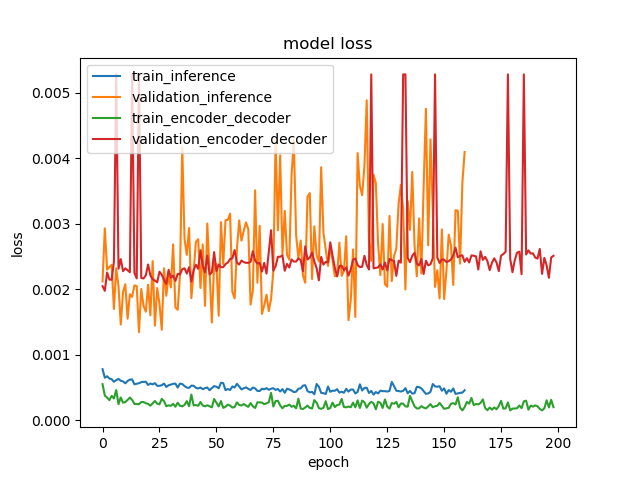 model loss
train_inference
validation_inference
train_encoder_decoder
validation_encoder_decoder
0.005
0.004
0.003
0.002
0.001
0.000
loss
0 25 50 75 100 125 150 175 200
epoch